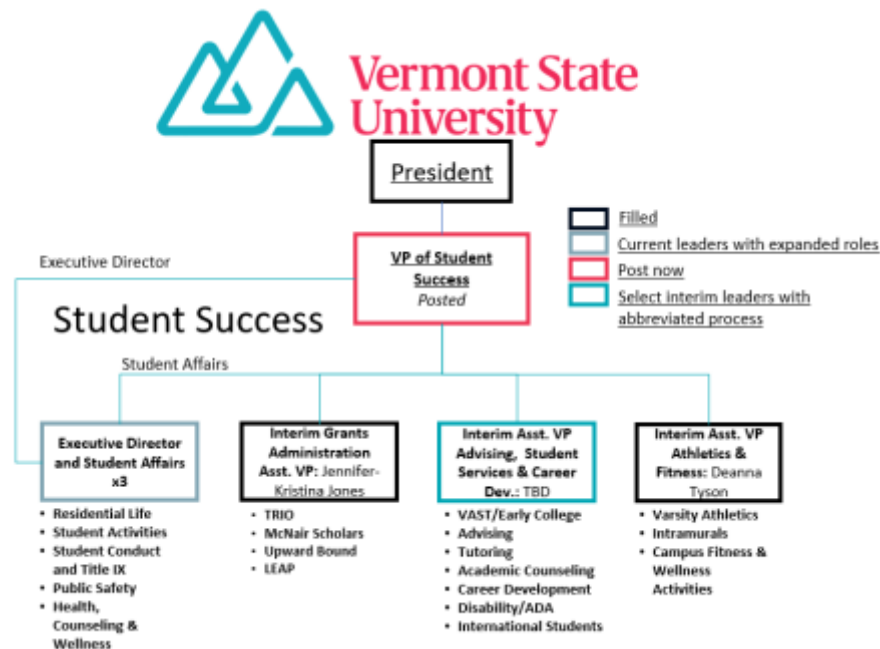 Vermont State
University
President
Filled
Current leaders with expanded roles
Post now
Select interim leaders with
abbreviated process
Executive Director
VP of Student
Success
Posted
Student Success
Student Affairs
Executive Director
and Student Affairs
x3
• Residential Life
• Student Activities
• Student Conduct
and Title IX
• Public Safety
• Health,
Counseling &
Wellness
Interim Grants
Administration
Asst. VP: Jennifer-
Kristina Jones
• TRIO
• McNair Scholars
• Upward Bound
• LEAP
Interim Asst. VP
Advising, Student
Services & Career
Dev.: TBD
• VAST/Early College
• Advising
• Tutoring
• Academic Counseling
• Career Development
• Disability/ADA
• International Students
Interim Asst. VP
Athletics &
Fitness: Deanna
Tyson
• Varsity Athletics
• Intramurals
• Campus Fitness &
Wellness
Activities